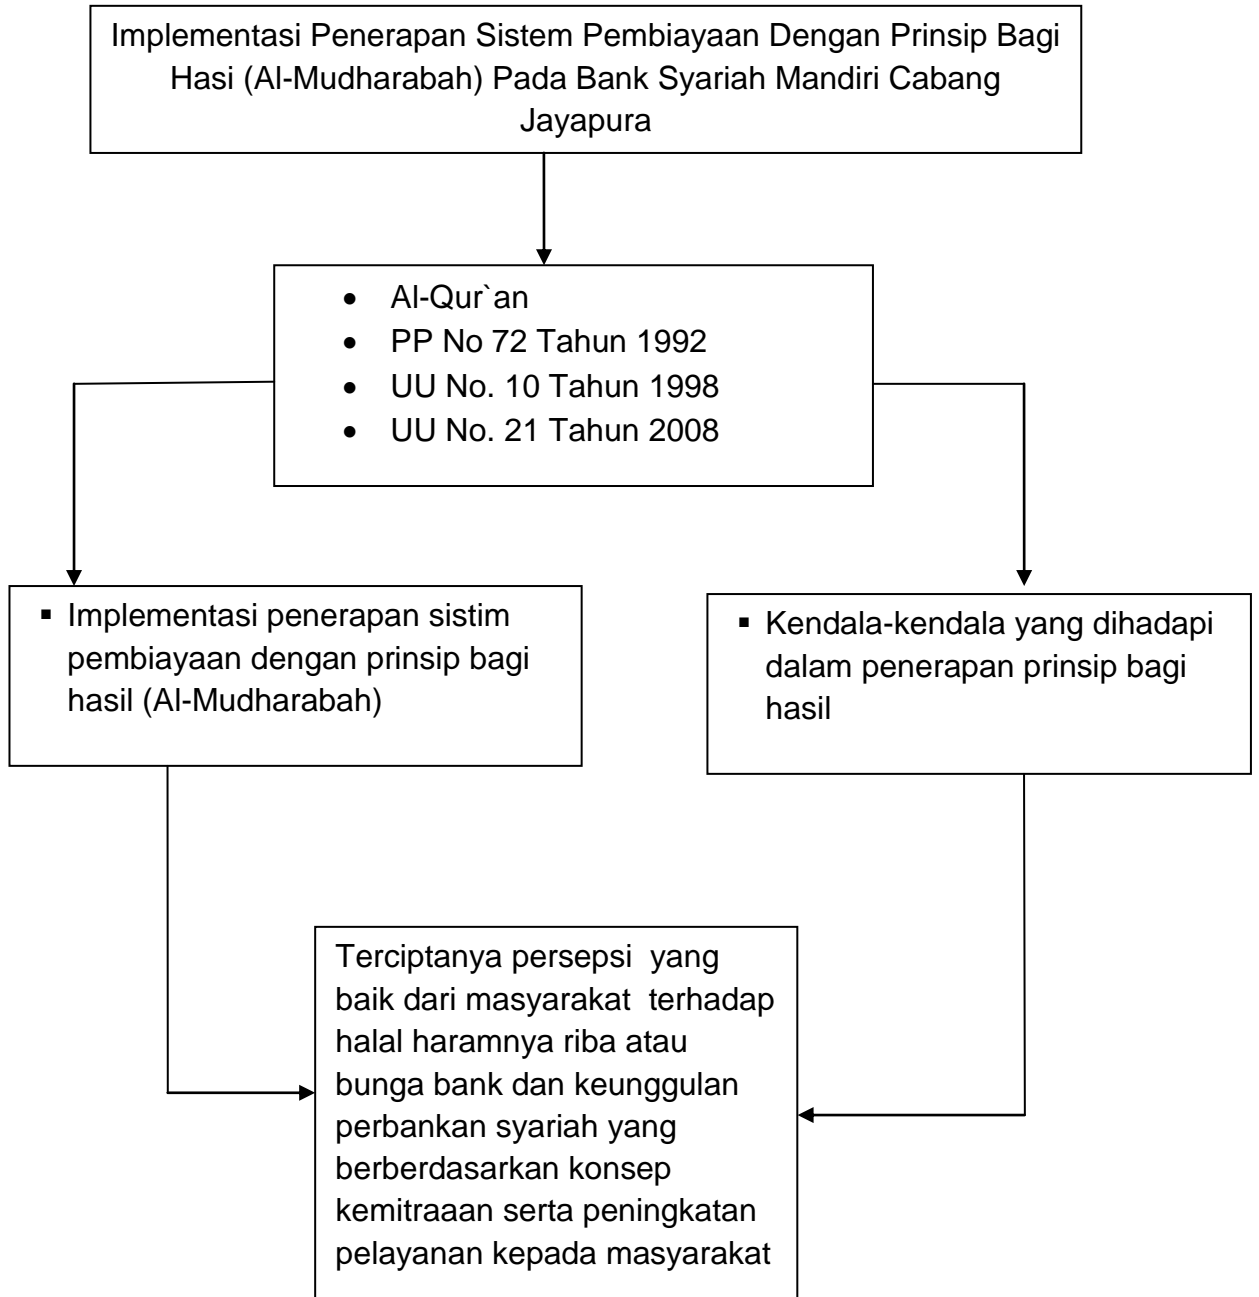 Implementasi Penerapan Sistem Pembiayaan Dengan Prinsip Bagi
Hasi (Al-Mudharabah) Pada Bank Syariah Mandiri Cabang
Jayapura
• Al-Qur`an
• PP No 72 Tahun 1992
• UU No. 10 Tahun 1998
• UU No. 21 Tahun 2008
▪ Implementasi penerapan sistim
pembiayaan dengan prinsip bagi
hasil (Al-Mudharabah)
▪ Kendala-kendala yang dihadapi
dalam penerapan prinsip bagi
hasil
Terciptanya persepsi  yang
baik dari masyarakat  terhadap
halal haramnya riba atau
bunga bank dan keunggulan
perbankan syariah yang
berberdasarkan konsep
kemitraaan serta peningkatan
pelayanan kepada masyarakat